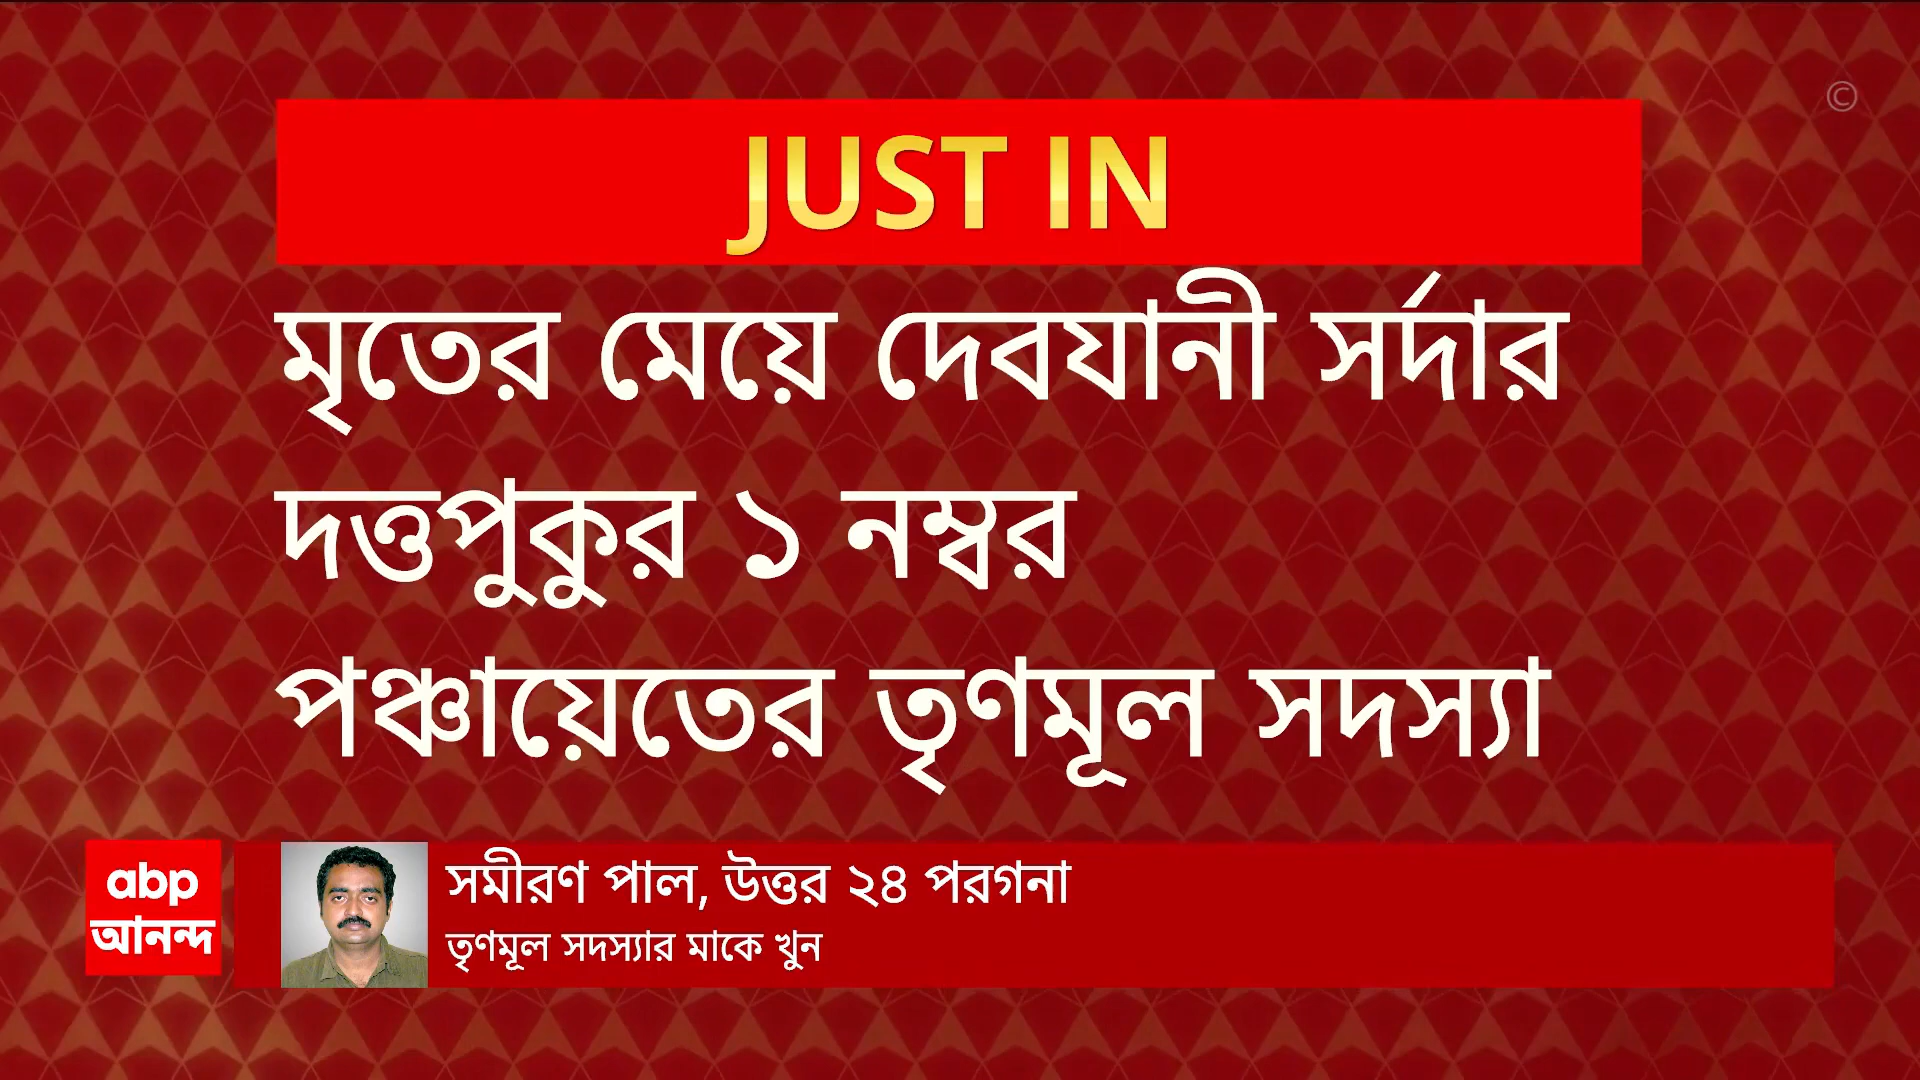 ©
JUST IN
মৃতের মেয়ে দেবযানী সর্দার
দত্তপুকুর ১ নম্বর
পঞ্চায়েতের তৃণমূল সদস্যা
abp
আনন্দ
সমীরণ পাল, উত্তর ২৪ পরগনা
তৃণমূল সদস্যার মাকে খুন